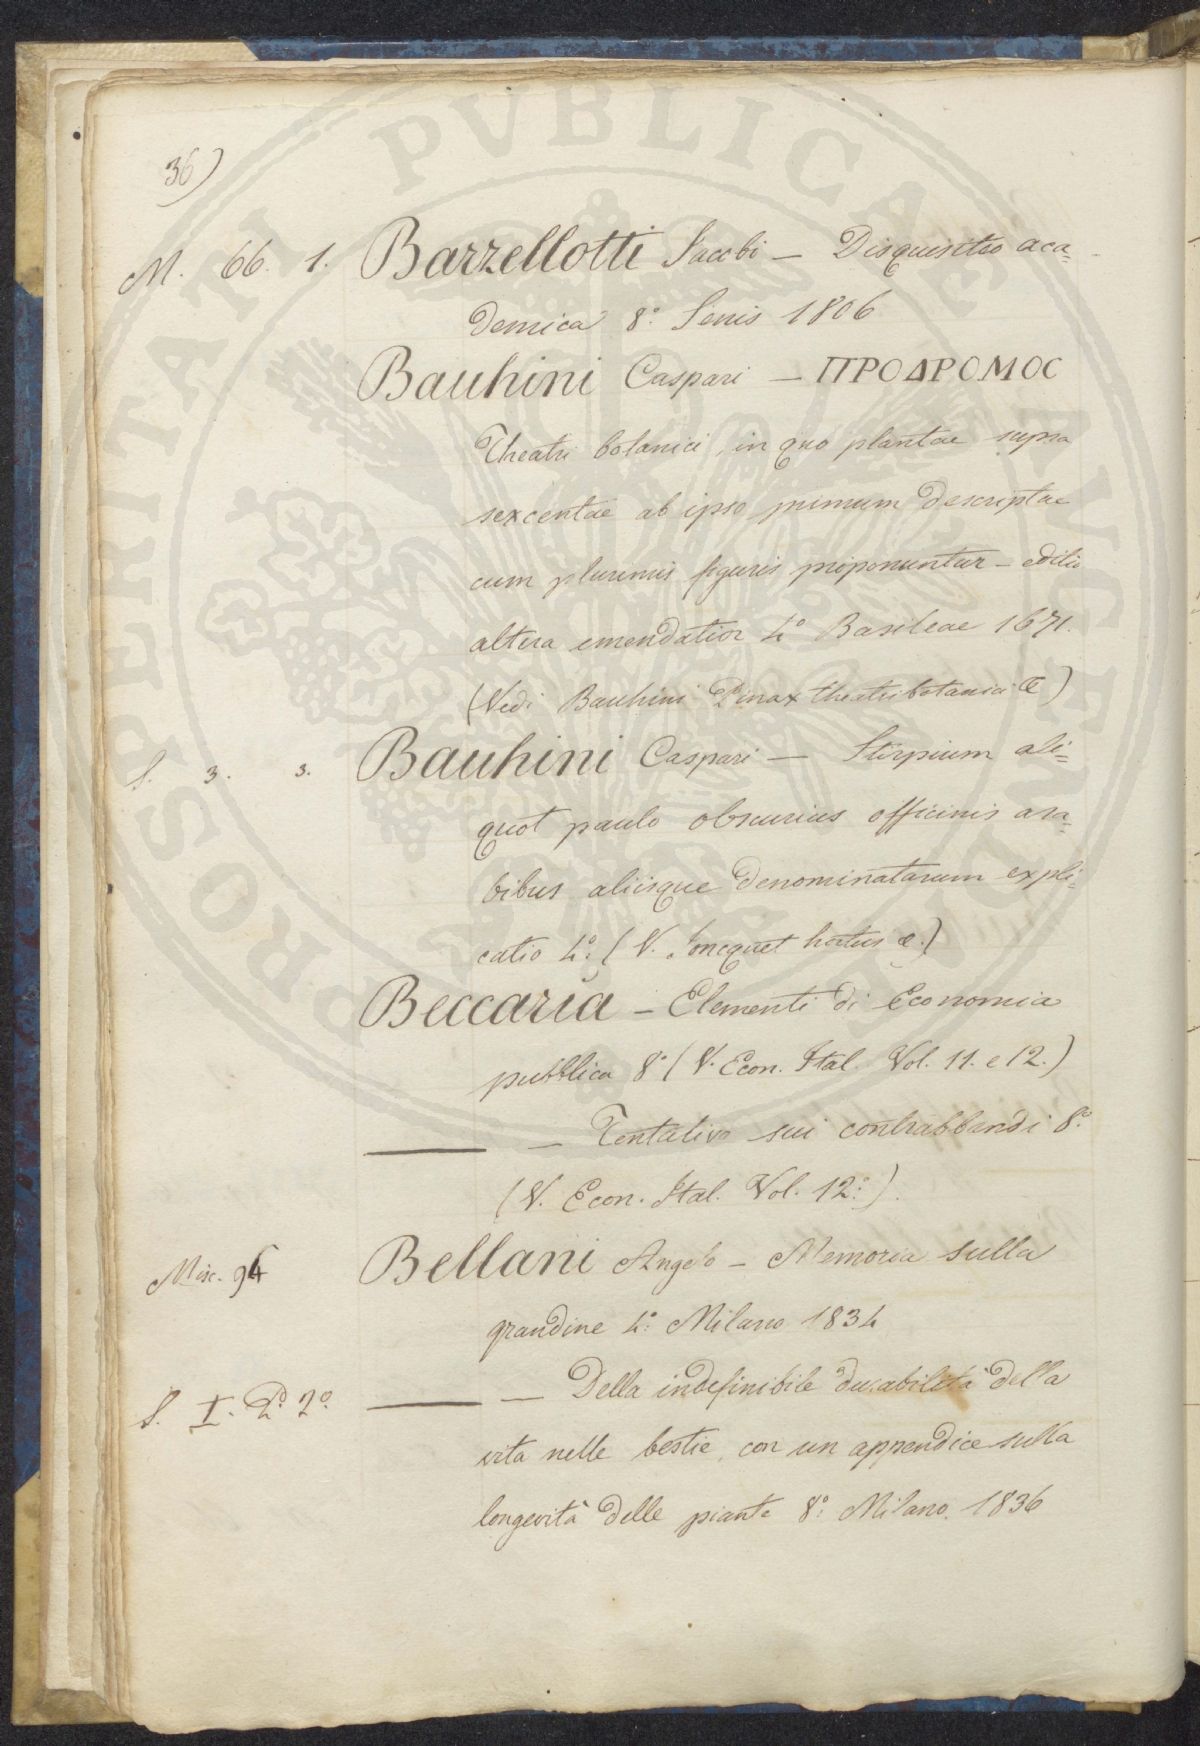 36)
M. 66. 1. Barzellotti Iacobi — Disquisitio aca=
demica 8.° Senis 1806
Bauhini Caspari — ΠΡΟΔΡΟΜΟC
Theatri botanici, in quo plantae supra
sexcentae ab ipso primum descriptae
cum plurimis figuris proponuntur — editio
altera emendatior 4° Basileae 1671.
(Vedi Bauhini Pinax theatri botanici &)
S. 3. 3. Bauhini Caspari — Stirpium ali=
quot paulo obscurius officinis ara=
bibus aliisque denominatarum expli=
catio 4.° (V. Joncquet hortus &.)
Beccaria — Elementi di Economia
pubblica 8° (V. Econ. Ital. Vol. 11. e 12.)
— Tentativo sui contrabbandi 8.°
(V. Econ. Ital. Vol. 12.°).
Misc. 94 Bellani Angelo — Memoria sulla
grandine 4.° Milano 1834
S. I. P.° 2.° — Della indefinibile durabilità della
vita nelle bestie, con un appendice sulla
longevità delle piante 8.° Milano. 1836
PROSPERITATI PVBLICAE AVGENDAE